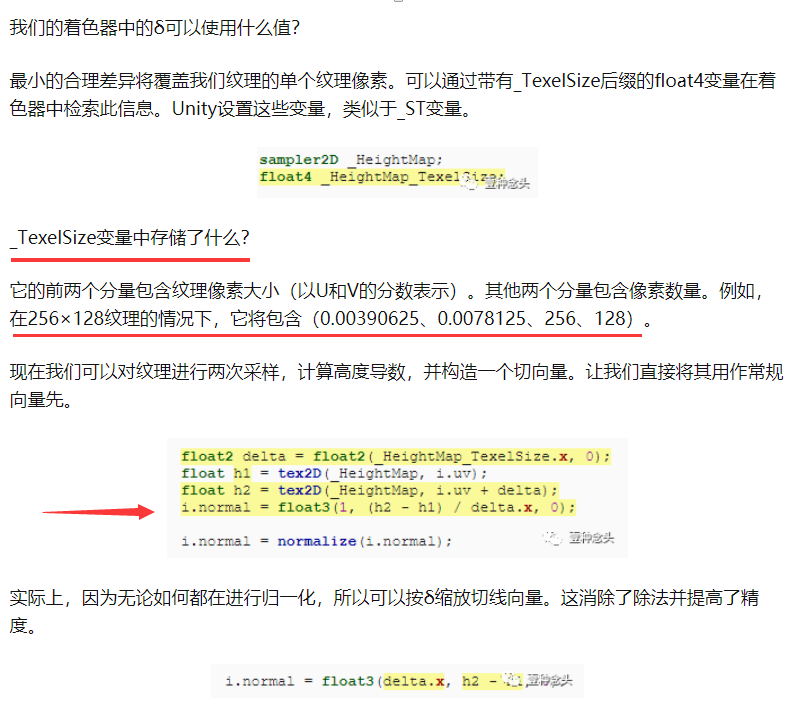 我们的着色器中的δ可以使用什么值？
最小的合理差异将覆盖我们纹理的单个纹理像素。可以通过带有_TexelSize后缀的float4变量在着
色器中检索此信息。Unity设置这些变量，类似于_ST变量。
sampler2D _HeightMap;
float4 _HeightMap_TexelSize;
壹种念头
_TexelSize变量中存储了什么？
它的前两个分量包含纹理像素大小（以U和V的分数表示）。其他两个分量包含像素数量。例如，
在256×128纹理的情况下，它将包含（0.00390625、0.0078125、256、128）。
现在我们可以对纹理进行两次采样，计算高度导数，并构造一个切向量。让我们直接将其用作常规
向量先。
float2 delta = float2(_HeightMap_TexelSize.x, 0);
float h1 = tex2D(_HeightMap, i.uv);
float h2 = tex2D(_HeightMap, i.uv + delta);
i.normal = float3(1, (h2 - h1) / delta.x, 0);
i.normal = normalize(i.normal);
壹种念头
实际上，因为无论如何都在进行归一化，所以可以按δ缩放切线向量。这消除了除法并提高了精
度。
i.normal = float3(delta.x, h2 -
壹种念头